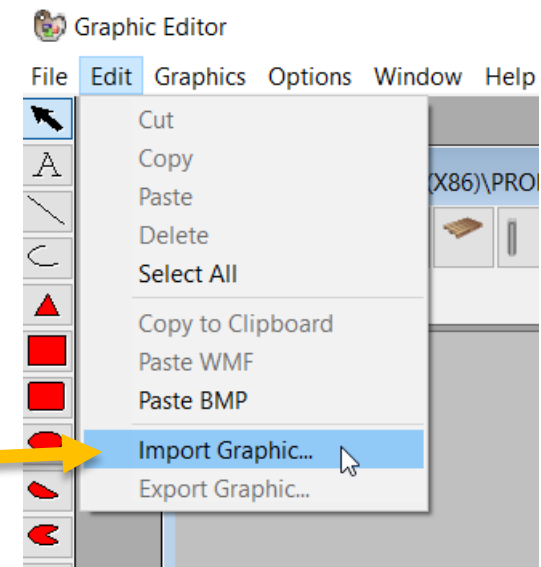 Graphic Editor
File Edit Graphics Options Window Help
Cut
A
Copy
(X86)\PRO
Paste
Delete
Select All
Copy to Clipboard
Paste WMF
Paste BMP
Import Graphic...
Export Graphic...